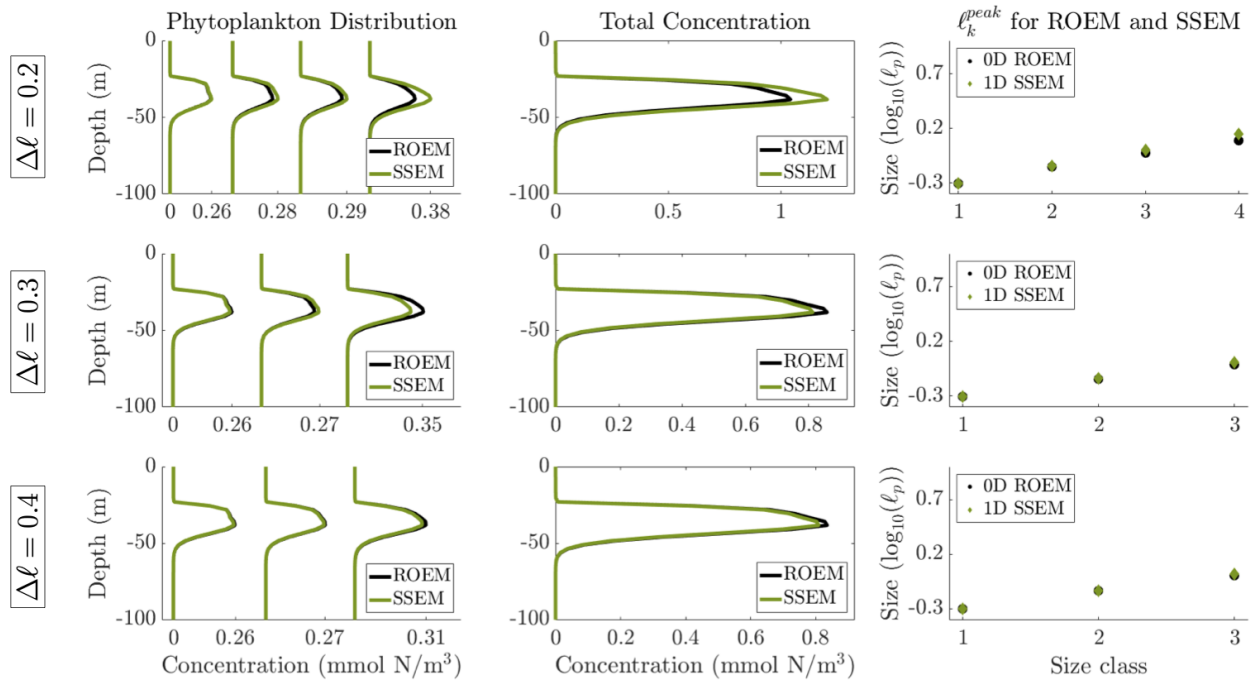 Phytoplankton Distribution
Total Concentration
ℓ_k^{peak} for ROEM and SSEM
Δℓ = 0.2
Depth (m)
0
-50
-100
ROEM
SSEM
0 0.26 0.28 0.29 0.38
0
-50
-100
ROEM
SSEM
0 0.5 1
Size (log₁₀(ℓₚ))
0.7
0.2
-0.3
0D ROEM
1D SSEM
1 2 3 4
Δℓ = 0.3
Depth (m)
0
-50
-100
ROEM
SSEM
0 0.26 0.27 0.35
0
-50
-100
ROEM
SSEM
0 0.2 0.4 0.6 0.8
Size (log₁₀(ℓₚ))
0.7
0.2
-0.3
0D ROEM
1D SSEM
1 2 3
Δℓ = 0.4
Depth (m)
0
-50
-100
ROEM
SSEM
0 0.26 0.27 0.31
Concentration (mmol N/m³)
0
-50
-100
ROEM
SSEM
0 0.2 0.4 0.6 0.8
Concentration (mmol N/m³)
Size (log₁₀(ℓₚ))
0.7
0.2
-0.3
0D ROEM
1D SSEM
1 2 3
Size class